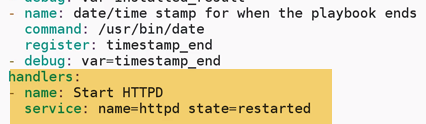 - debug: var=installed_result
- name: date/time stamp for when the playbook ends
  command: /usr/bin/date
  register: timestamp_end
- debug: var=timestamp_end
handlers:
- name: Start HTTPD
  service: name=httpd state=restarted